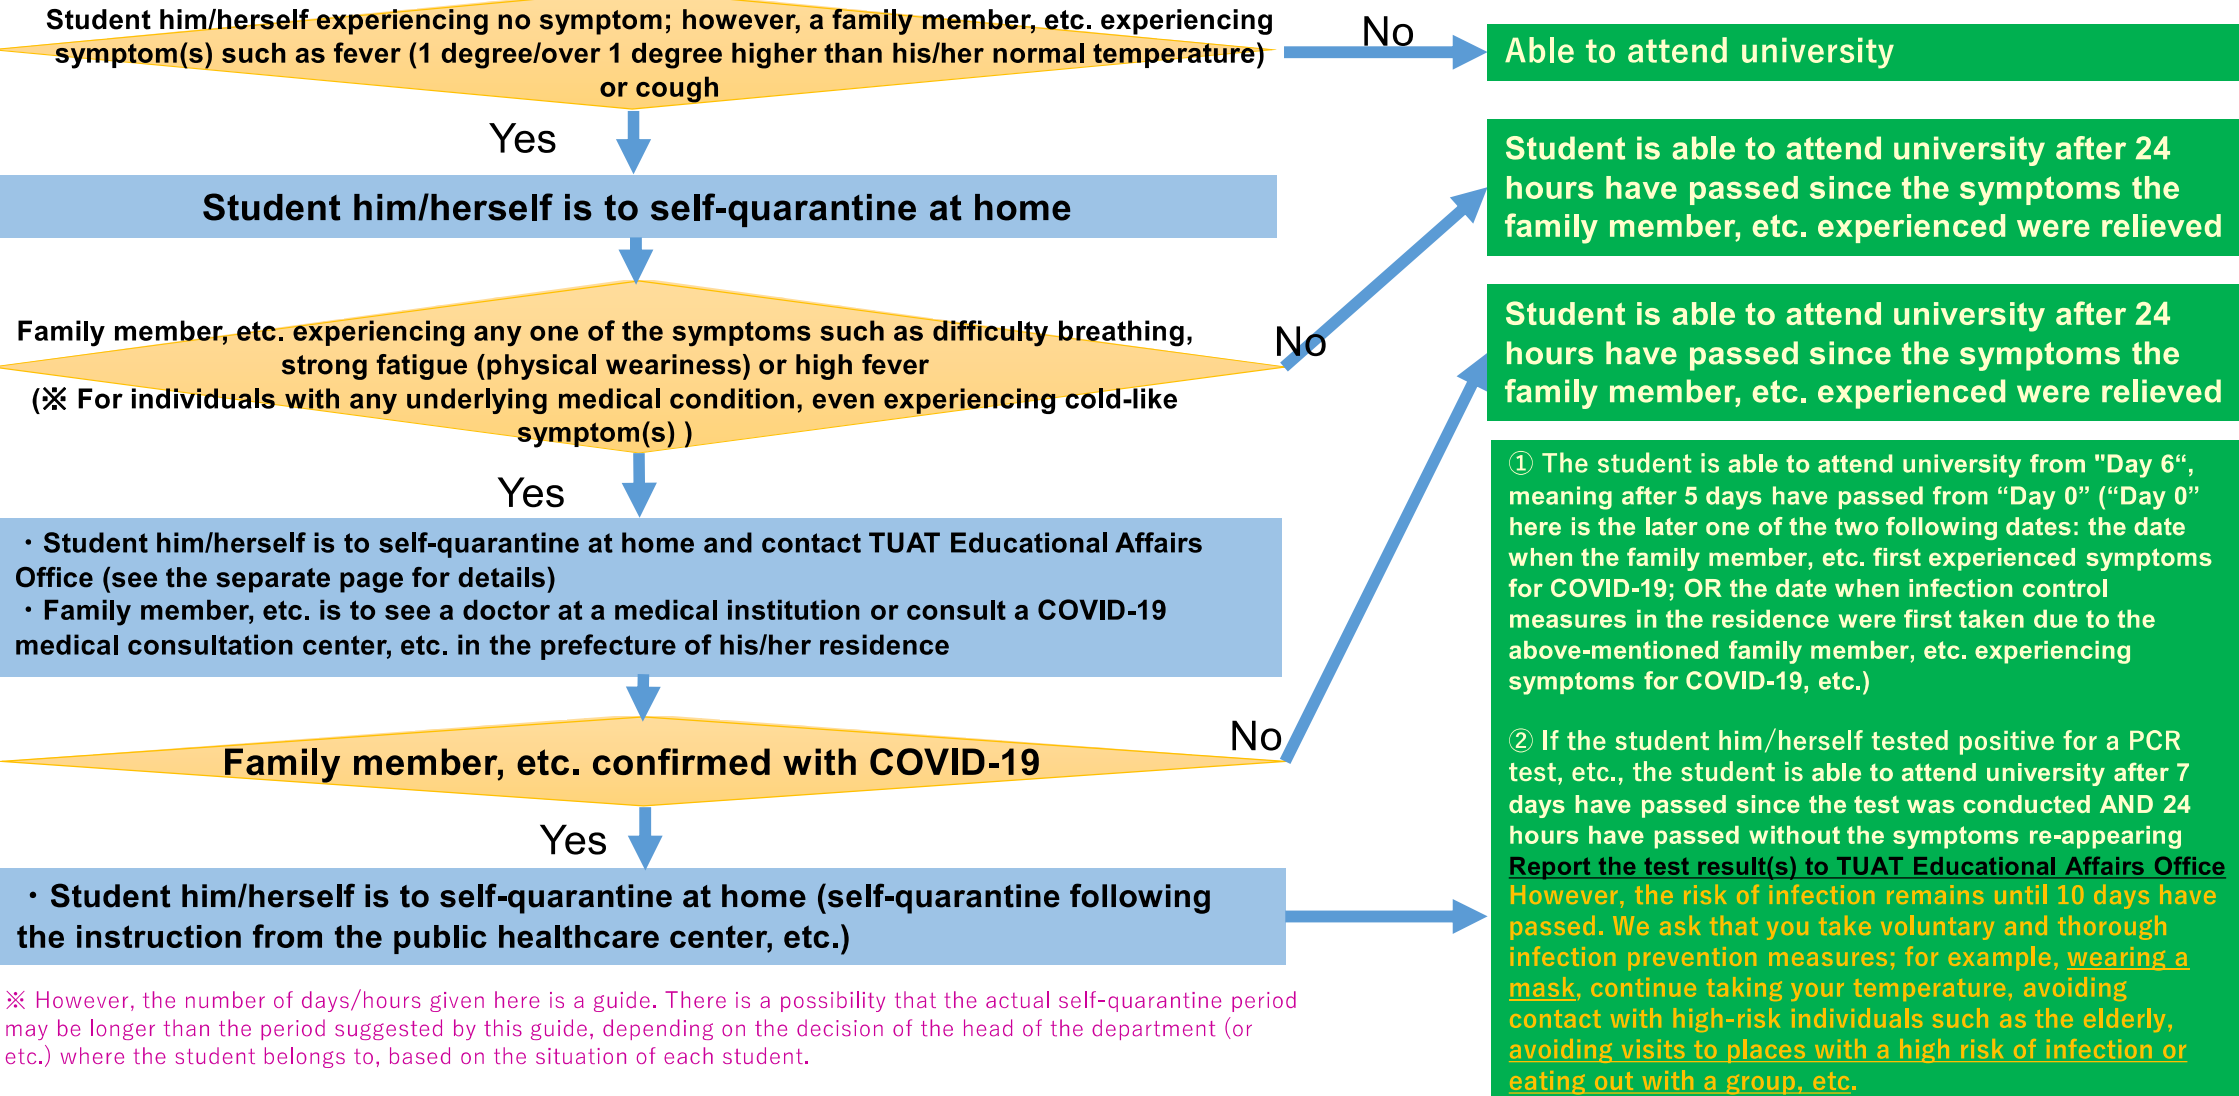 Student him/herself experiencing no symptom; however, a family member, etc. experiencing
symptom(s) such as fever (1 degree/over 1 degree higher than his/her normal temperature)
or cough
No
Able to attend university
Yes
Student him/herself is to self-quarantine at home
Student is able to attend university after 24
hours have passed since the symptoms the
family member, etc. experienced were relieved
Family member, etc. experiencing any one of the symptoms such as difficulty breathing,
strong fatigue (physical weariness) or high fever
(※ For individuals with any underlying medical condition, even experiencing cold-like
symptom(s) )
No
Student is able to attend university after 24
hours have passed since the symptoms the
family member, etc. experienced were relieved
Yes
・Student him/herself is to self-quarantine at home and contact TUAT Educational Affairs
Office (see the separate page for details)
・Family member, etc. is to see a doctor at a medical institution or consult a COVID-19
medical consultation center, etc. in the prefecture of his/her residence
Family member, etc. confirmed with COVID-19
No
Yes
・Student him/herself is to self-quarantine at home (self-quarantine following
the instruction from the public healthcare center, etc.)
① The student is able to attend university from "Day 6“,
meaning after 5 days have passed from “Day 0” (“Day 0”
here is the later one of the two following dates: the date
when the family member, etc. first experienced symptoms
for COVID-19; OR the date when infection control
measures in the residence were first taken due to the
above-mentioned family member, etc. experiencing
symptoms for COVID-19, etc.)
② If the student him/herself tested positive for a PCR
test, etc., the student is able to attend university after 7
days have passed since the test was conducted AND 24
hours have passed without the symptoms re-appearing
Report the test result(s) to TUAT Educational Affairs Office
However, the risk of infection remains until 10 days have
passed. We ask that you take voluntary and thorough
infection prevention measures; for example, wearing a
mask, continue taking your temperature, avoiding
contact with high-risk individuals such as the elderly,
avoiding visits to places with a high risk of infection or
eating out with a group, etc.
※ However, the number of days/hours given here is a guide. There is a possibility that the actual self-quarantine period
may be longer than the period suggested by this guide, depending on the decision of the head of the department (or
etc.) where the student belongs to, based on the situation of each student.